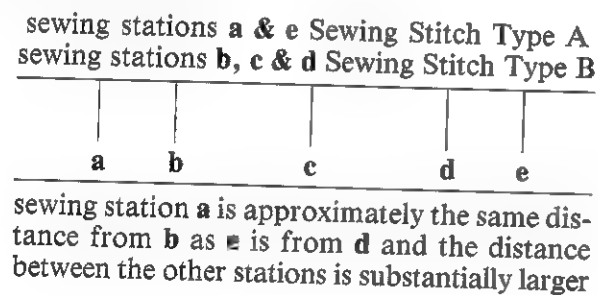 sewing stations a & e Sewing Stitch Type A
sewing stations b, c & d Sewing Stitch Type B
a b c d e
sewing station a is approximately the same dis-
tance from b as e is from d and the distance
between the other stations is substantially larger